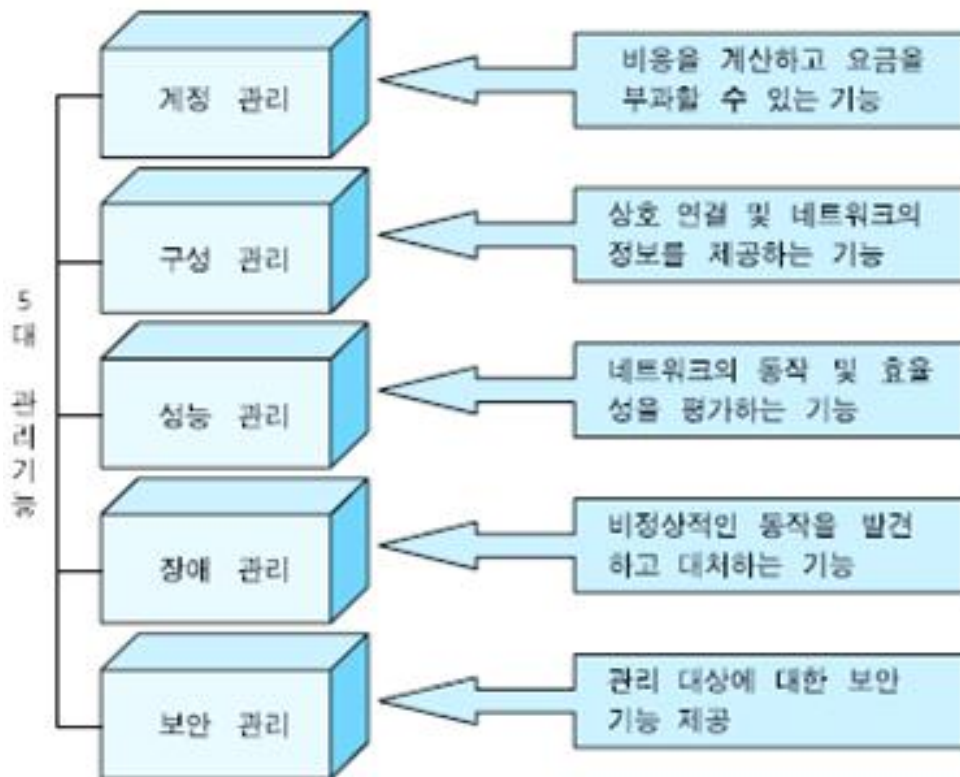 5대 관리기능
계정 관리
비용을 계산하고 요금을
부과할 수 있는 기능
구성 관리
상호 연결 및 네트워크의
정보를 제공하는 기능
성능 관리
네트워크의 동작 및 효율
성을 평가하는 기능
장애 관리
비정상적인 동작을 발견
하고 대처하는 기능
보안 관리
관리 대상에 대한 보안
기능 제공